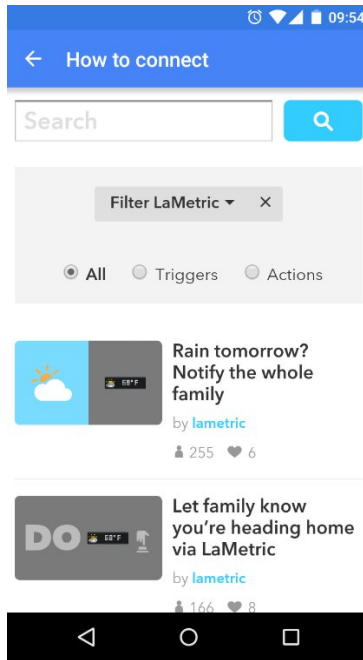 09:54
How to connect
Search
Filter LaMetric
All Triggers Actions
68°F
Rain tomorrow?
Notify the whole
family
by lametric
255 6
DO
68°F
Let family know
you're heading home
via LaMetric
by lametric
166 8